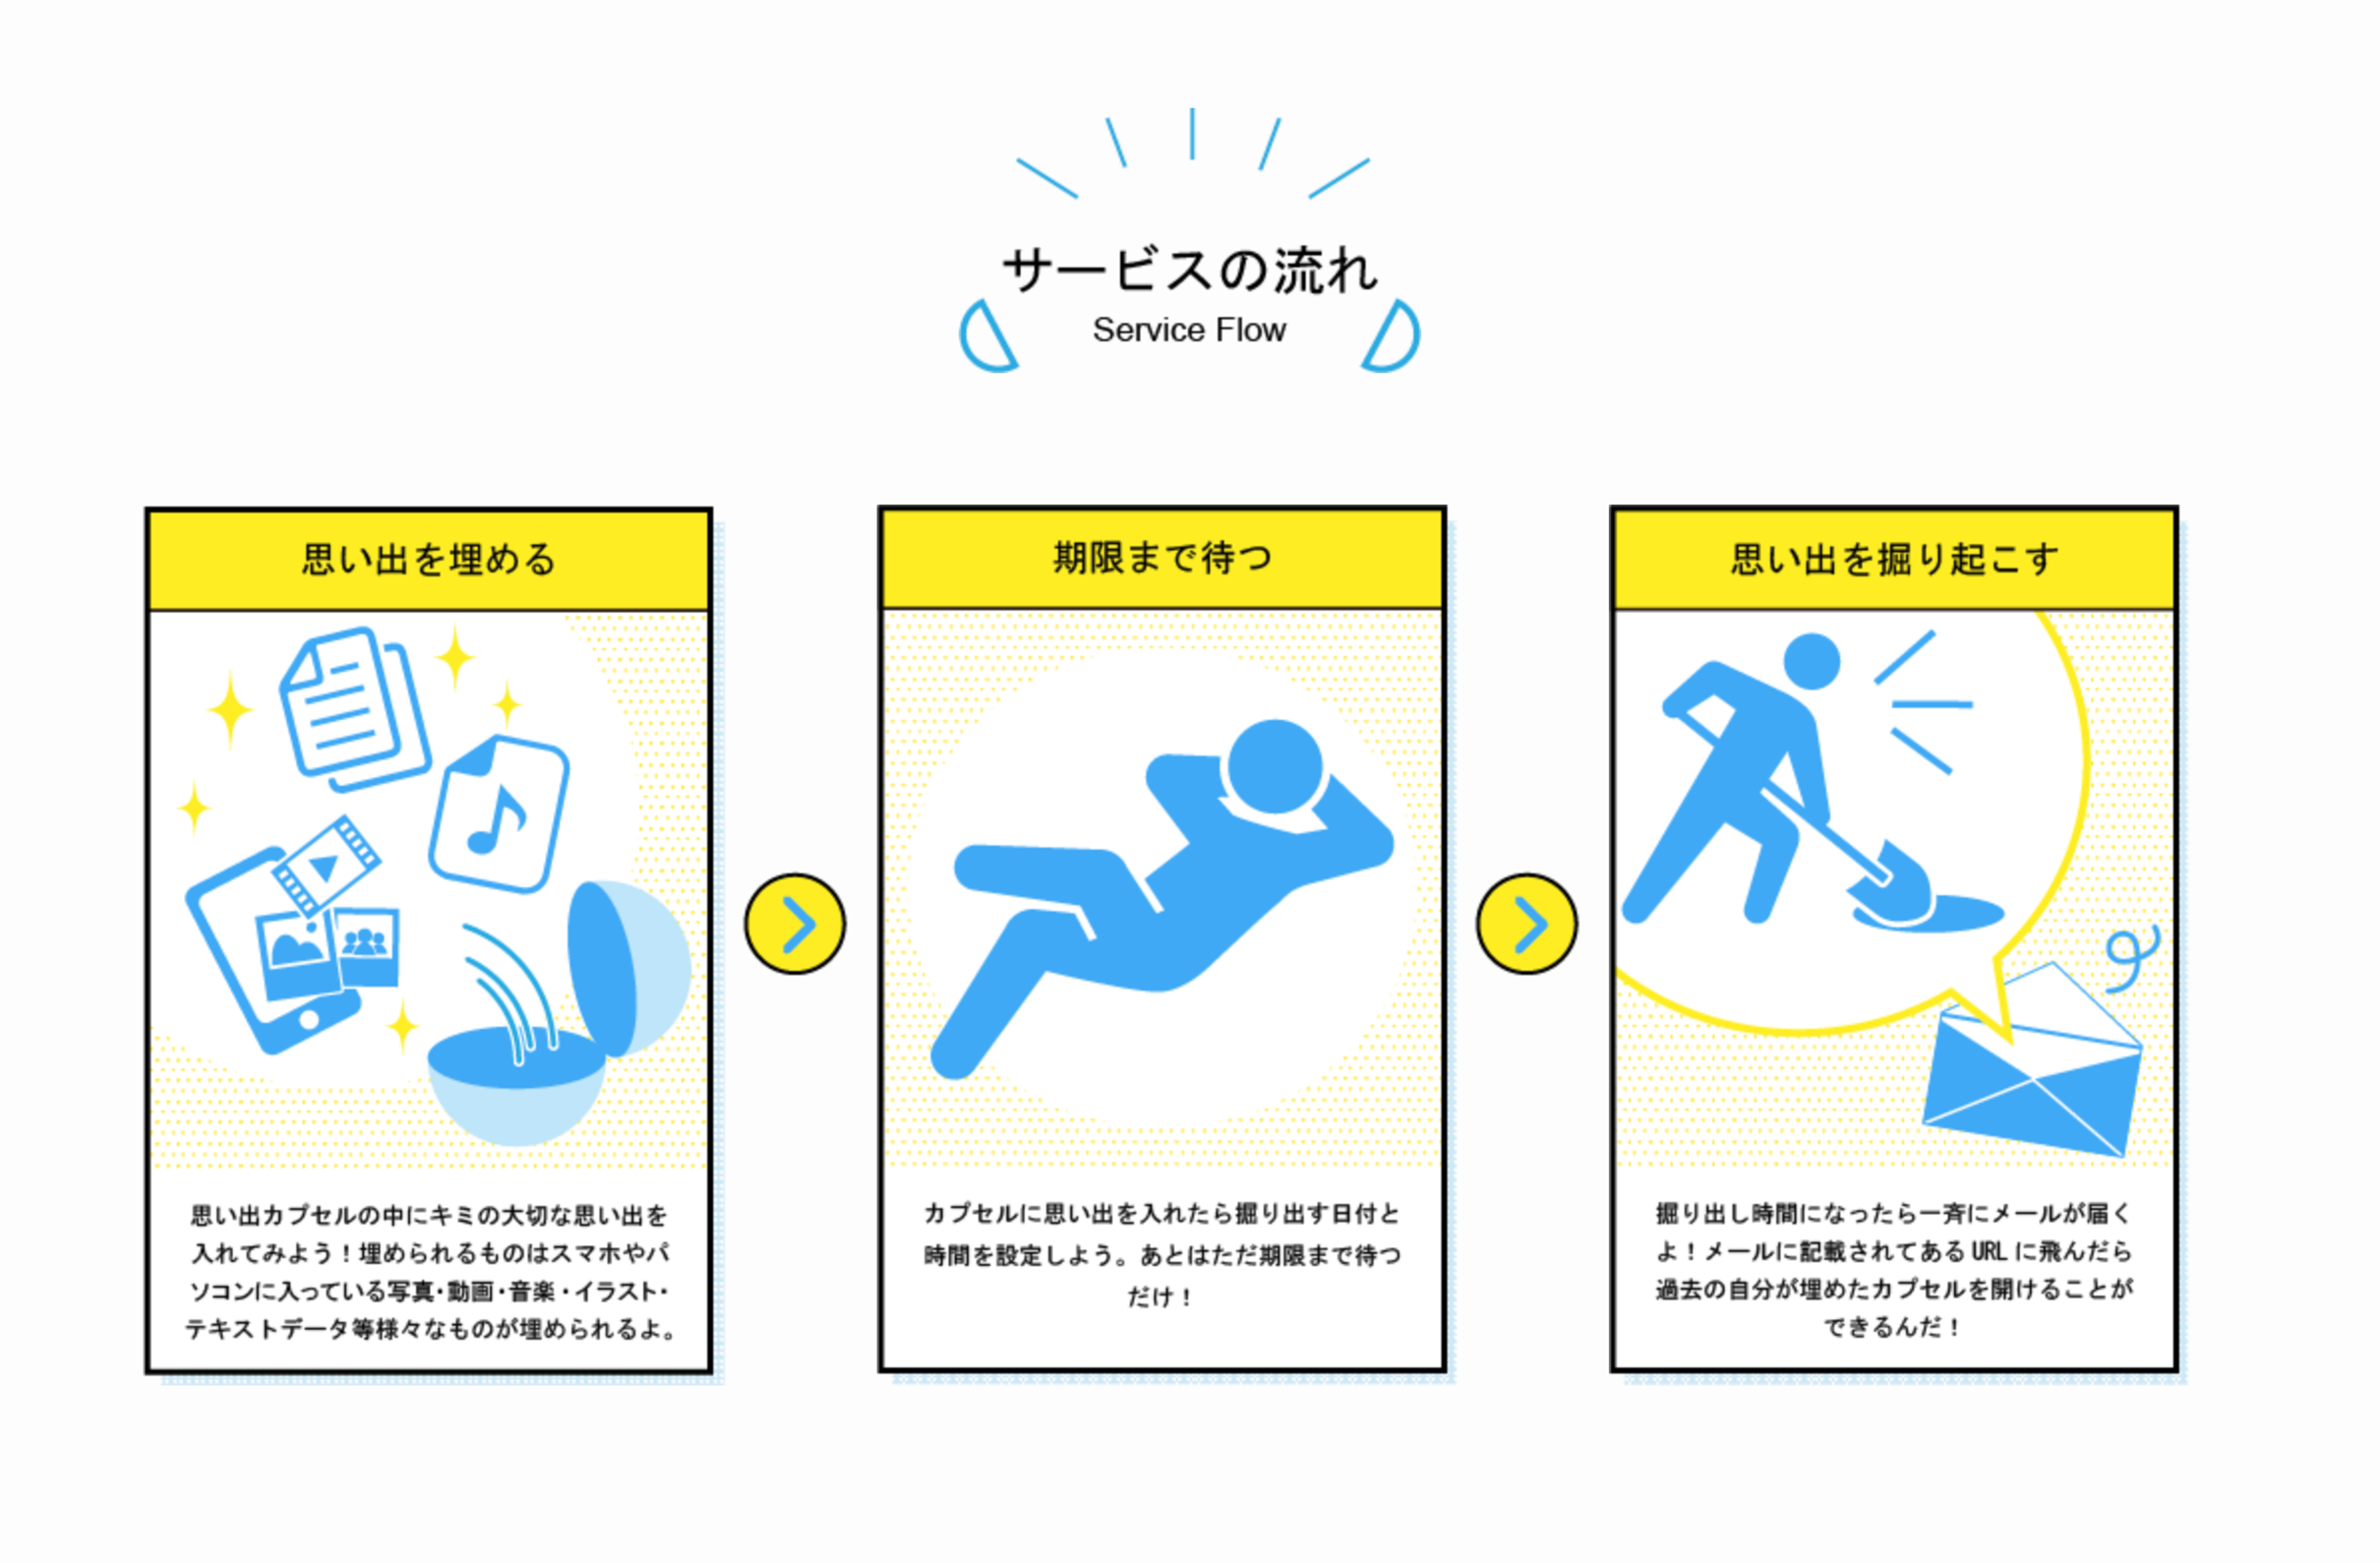 サービスの流れ
Service Flow
思い出を埋める
思い出カプセルの中にキミの大切な思い出を
入れてみよう！埋められるものはスマホやパ
ソコンに入っている写真・動画・音楽・イラスト・
テキストデータ等様々なものが埋められるよ。
期限まで待つ
カプセルに思い出を入れたら掘り出す日付と
時間を設定しよう。あとはただ期限まで待つ
だけ！
思い出を掘り起こす
掘り出し時間になったら一斉にメールが届く
よ！メールに記載されてある URL に飛んだら
過去の自分が埋めたカプセルを開けることが
できるんだ！